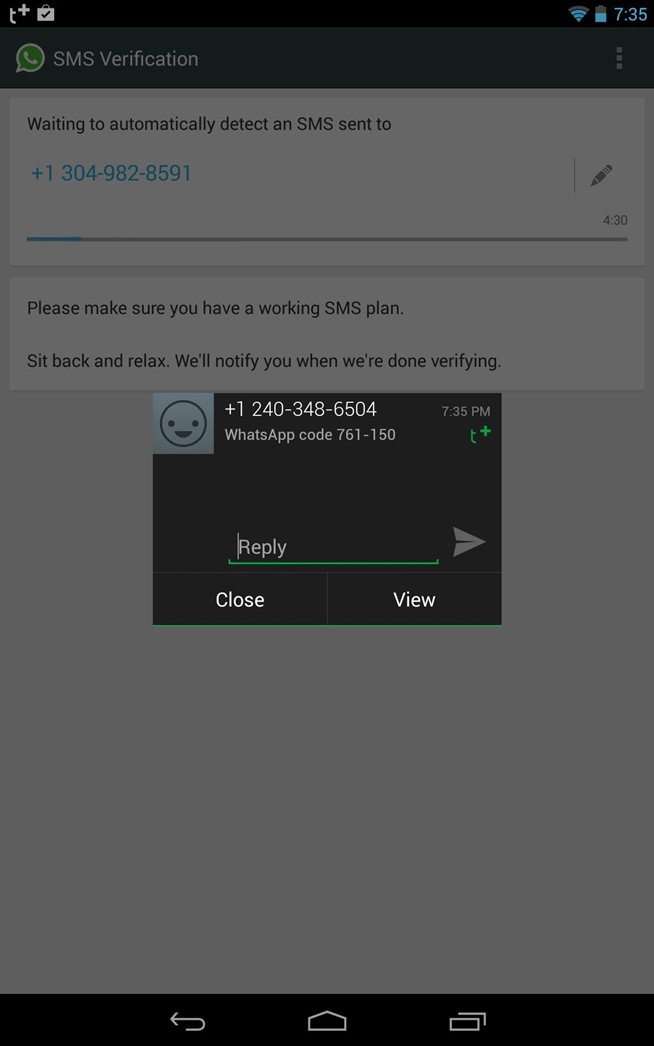 t+ 7:35
SMS Verification
Waiting to automatically detect an SMS sent to
+1 304-982-8591
4:30
Please make sure you have a working SMS plan.
Sit back and relax. We'll notify you when we're done verifying.
+1 240-348-6504 7:35 PM
WhatsApp code 761-150 t+
Reply
Close View